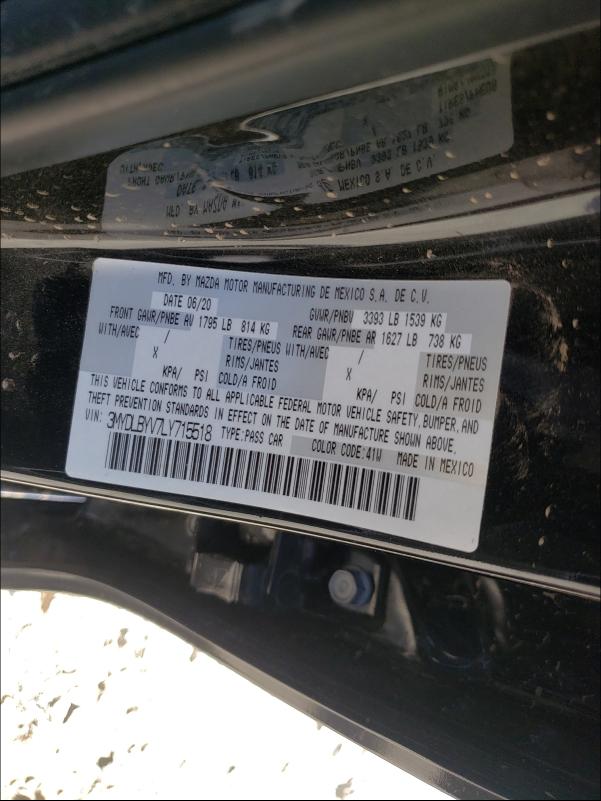 MFD. BY MAZDA MOTOR MANUFACTURING DE MEXICO S.A. DE C.V.
DATE 06/20 GVWR/PNBV 3393 LB 1539 KG
FRONT GAWR/PNBE AV 1795 LB 814 KG REAR GAWR/PNBE AR 1627 LB 738 KG
WITH/AVEC / TIRES/PNEUS WITH/AVEC / TIRES/PNEUS
X RIMS/JANTES X RIMS/JANTES
KPA/ PSI COLD/A FROID KPA/ PSI COLD/A FROID
THIS VEHICLE CONFORMS TO ALL APPLICABLE FEDERAL MOTOR VEHICLE SAFETY, BUMPER, AND
THEFT PREVENTION STANDARDS IN EFFECT ON THE DATE OF MANUFACTURE SHOWN ABOVE.
VIN: 3MVDLBYV7LY715518 TYPE:PASS CAR COLOR CODE:41W MADE IN MEXICO